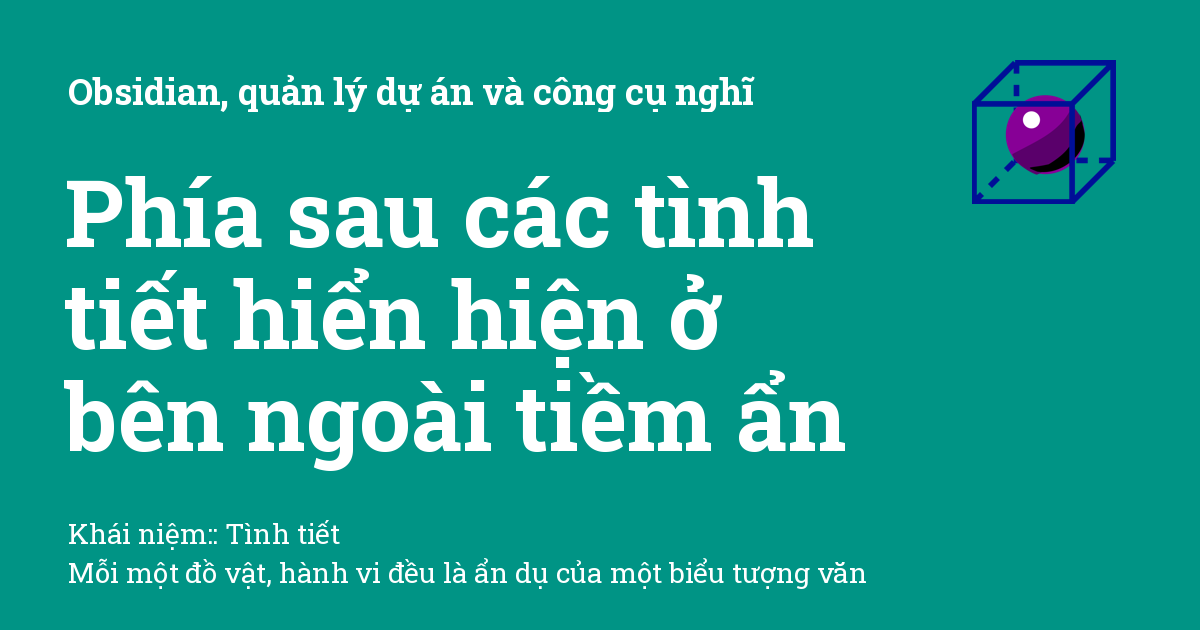 Obsidian, quản lý dự án và công cụ nghĩ
Phía sau các tình
tiết hiển hiện ở
bên ngoài tiềm ẩn
Khái niệm:: Tình tiết
Mỗi một đồ vật, hành vi đều là ẩn dụ của một biểu tượng văn